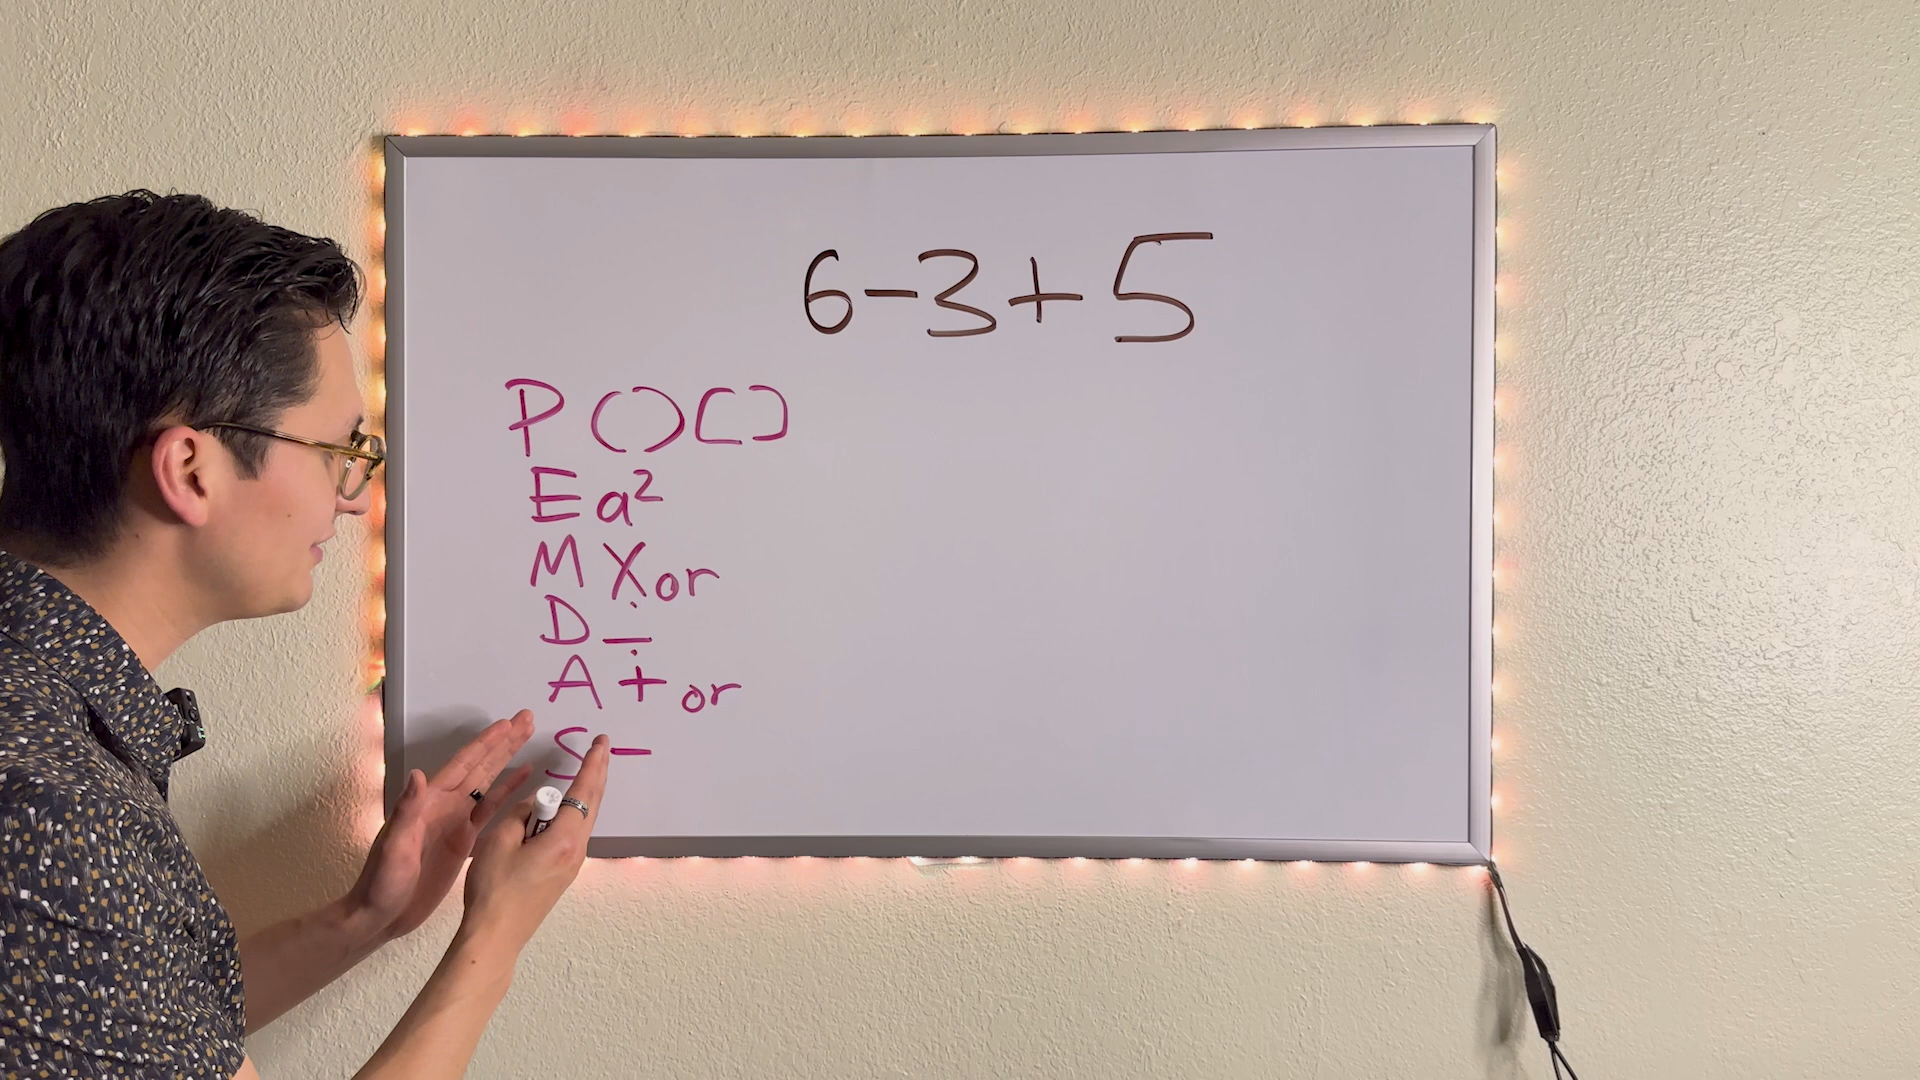 6-3+5
P ( ) [ ]
E a²
M X or
D ÷
A + or
S -